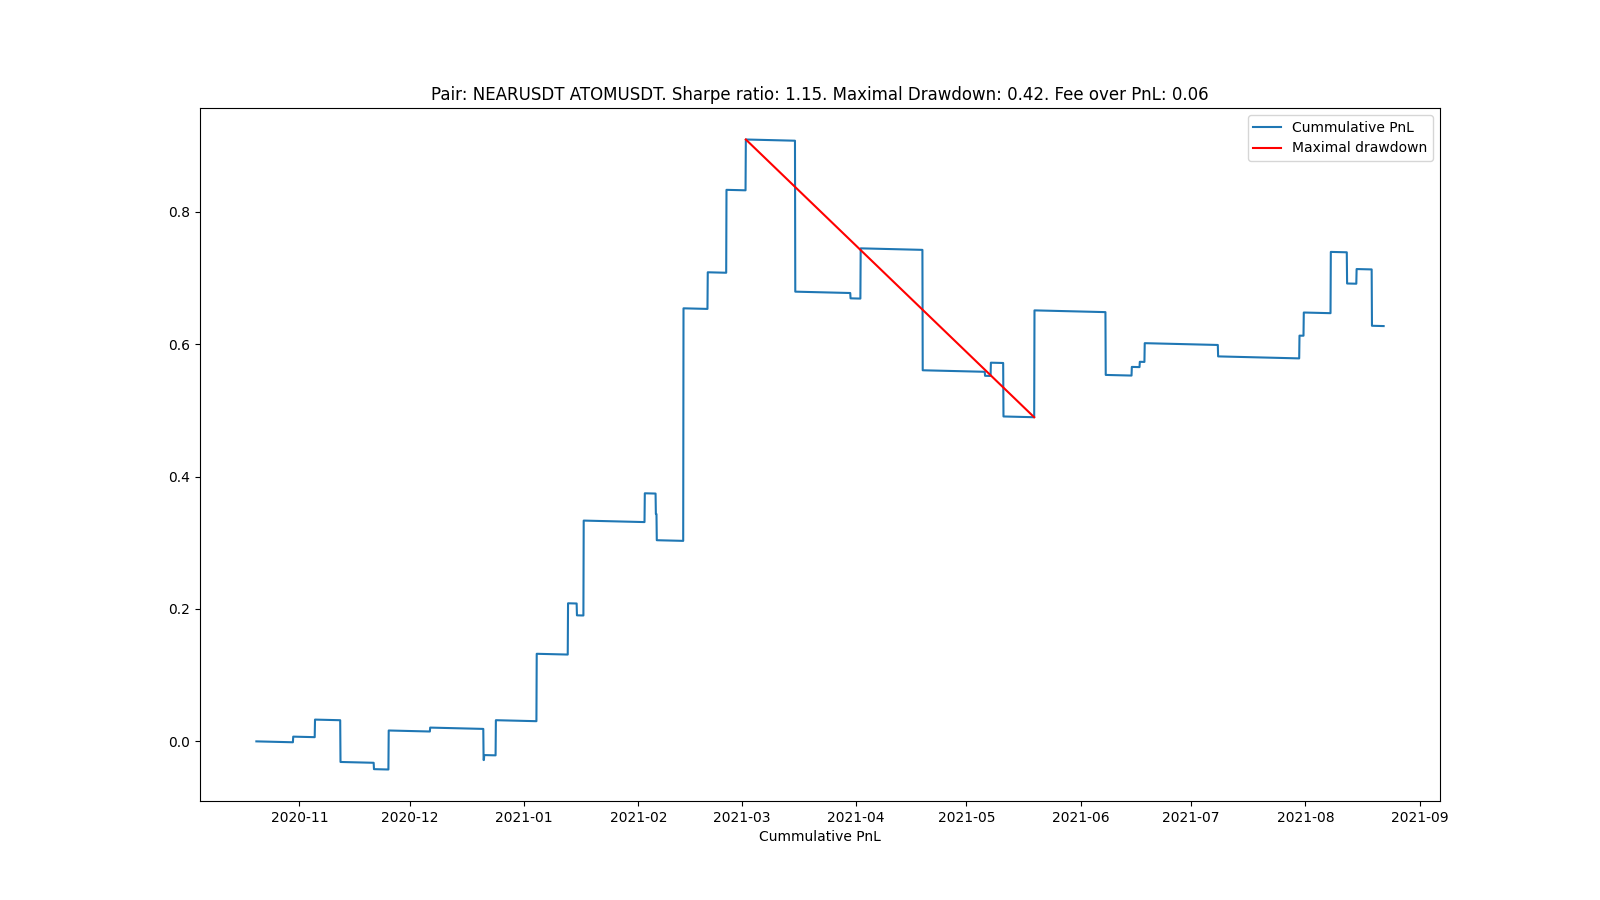 Pair: NEARUSDT ATOMUSDT. Sharpe ratio: 1.15. Maximal Drawdown: 0.42. Fee over PnL: 0.06
Cummulative PnL
Maximal drawdown
0.8
0.6
0.4
0.2
0.0
2020-11 2020-12 2021-01 2021-02 2021-03 2021-04 2021-05 2021-06 2021-07 2021-08 2021-09
Cummulative PnL